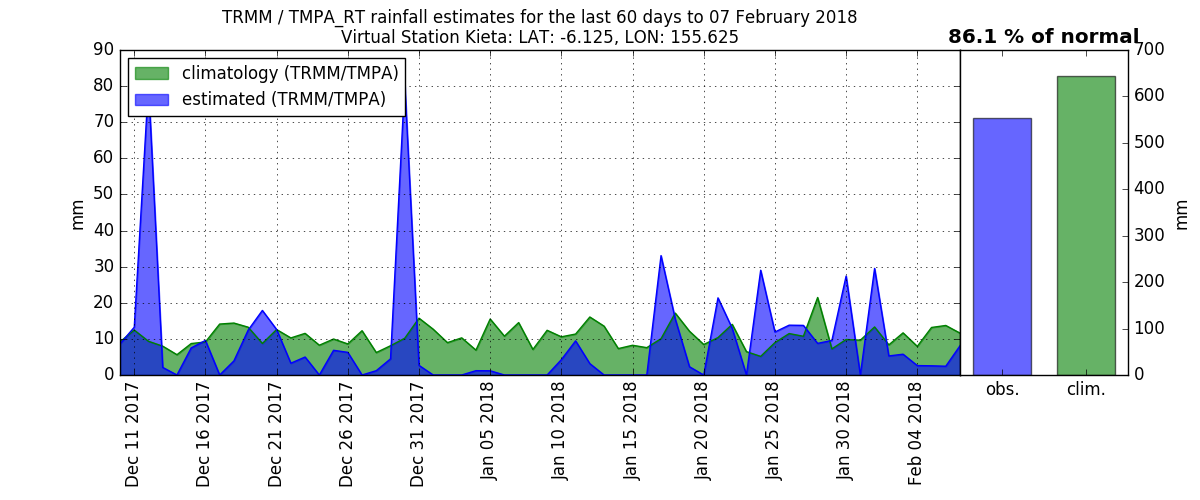 TRMM / TMPA_RT rainfall estimates for the last 60 days to 07 February 2018
Virtual Station Kieta: LAT: -6.125, LON: 155.625
86.1 % of normal
climatology (TRMM/TMPA)
estimated (TRMM/TMPA)
mm
90
80
70
60
50
40
30
20
10
0
Dec 11 2017
Dec 16 2017
Dec 21 2017
Dec 26 2017
Dec 31 2017
Jan 05 2018
Jan 10 2018
Jan 15 2018
Jan 20 2018
Jan 25 2018
Jan 30 2018
Feb 04 2018
obs.
clim.
700
600
500
400
300
200
100
0
mm